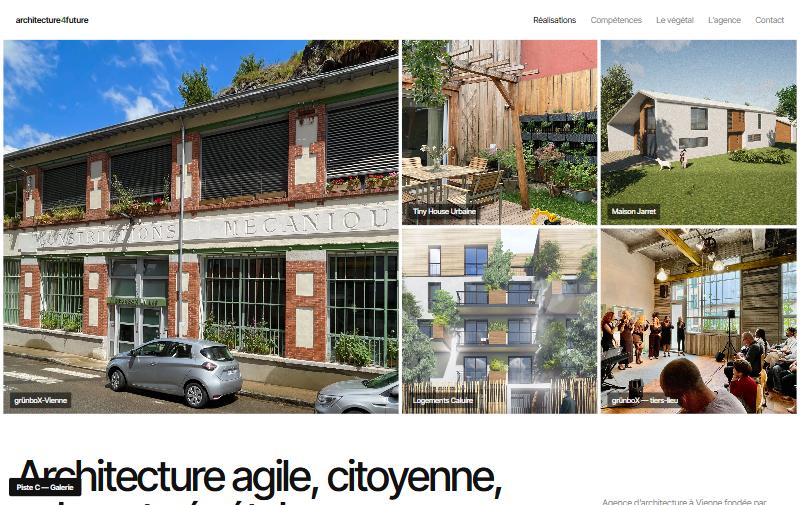 architecture4future
Réalisations Compétences Le végétal L'agence Contact
CONSTRUCTIONS MECANIQU
Tiny House Urbaine
Maison Jarret
grünboX-Vienne
Logements Caluire
grünboX — tiers-lieu
Architecture agile, citoyenne,
Piste C — Galerie
Agence d'architecture à Vienne fondée par